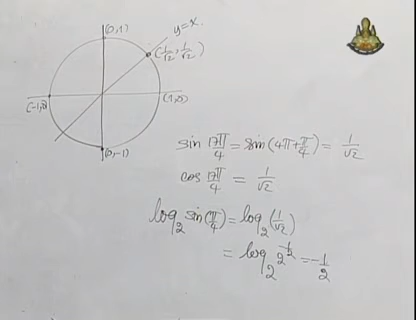 y=x.
(0,1)
(1/√2, 1/√2)
(-1,0)
(1,0)
(0,-1)
sin 17π/4 = sin(4π+π/4) = 1/√2
cos 17π/4 = 1/√2
log₂ sin(π/4) = log₂(1/√2)
= log₂ 2^-1/2 = -1/2